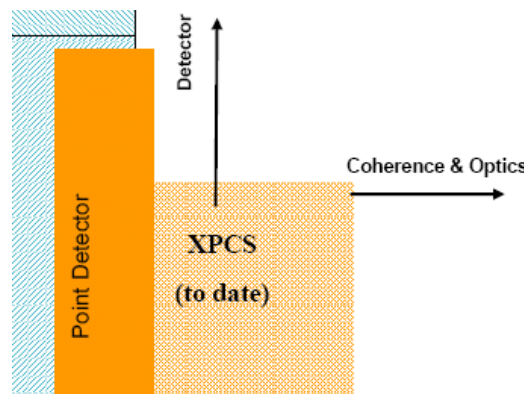 Detector
Coherence & Optics
Point Detector
XPCS
(to date)